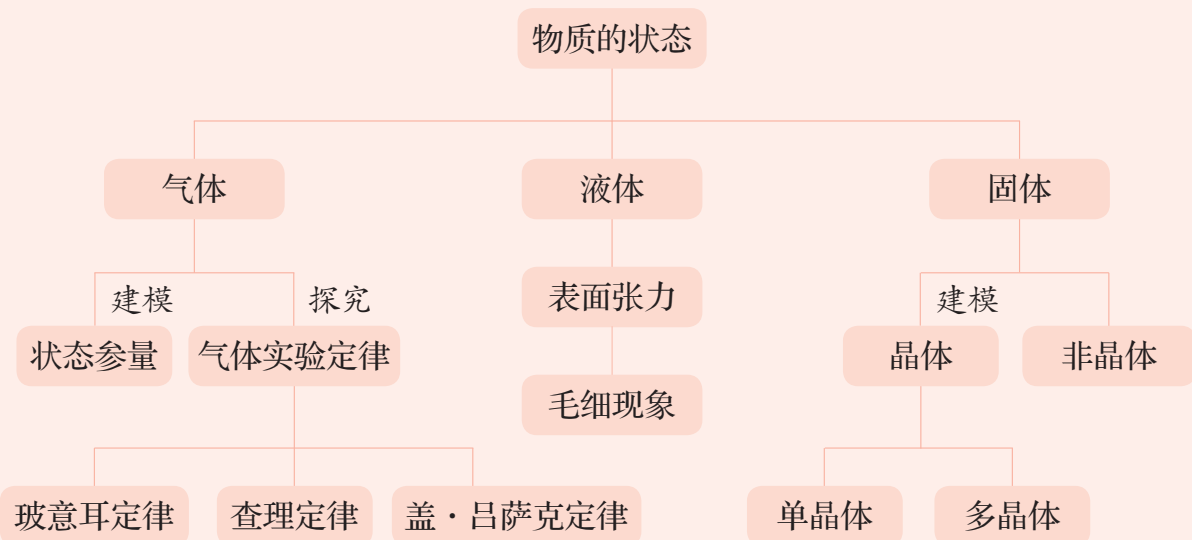 物质的状态
气体
液体
固体
建模
探究
表面张力
建模
状态参量
气体实验定律
晶体
非晶体
毛细现象
玻意耳定律
查理定律
盖·吕萨克定律
单晶体
多晶体